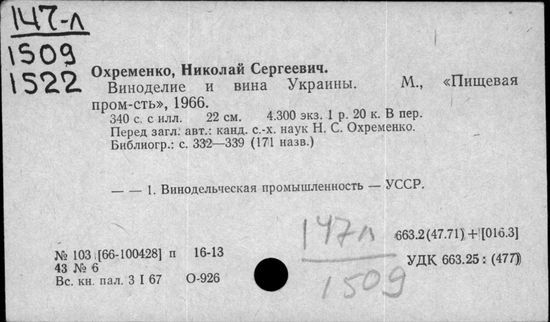 147-л
1509
1522
Охременко, Николай Сергеевич.
Виноделие и вина Украины. М., «Пищевая
пром-сть», 1966.
340 с. с илл. 22 см. 4.300 экз. 1 р. 20 к. В пер.
Перед загл. авт.: канд. с.-х. наук Н. С. Охременко.
Библиогр.: с. 332—339 (171 назв.)
— — 1. Винодельческая промышленность — УССР.
147л
1509
663.2(47.71) + [016.3]
№ 103 [66-100428] п 16-13
43 № 6
УДК 663.25 : (477)
Вс. кн. пал. 3 I 67 О-926